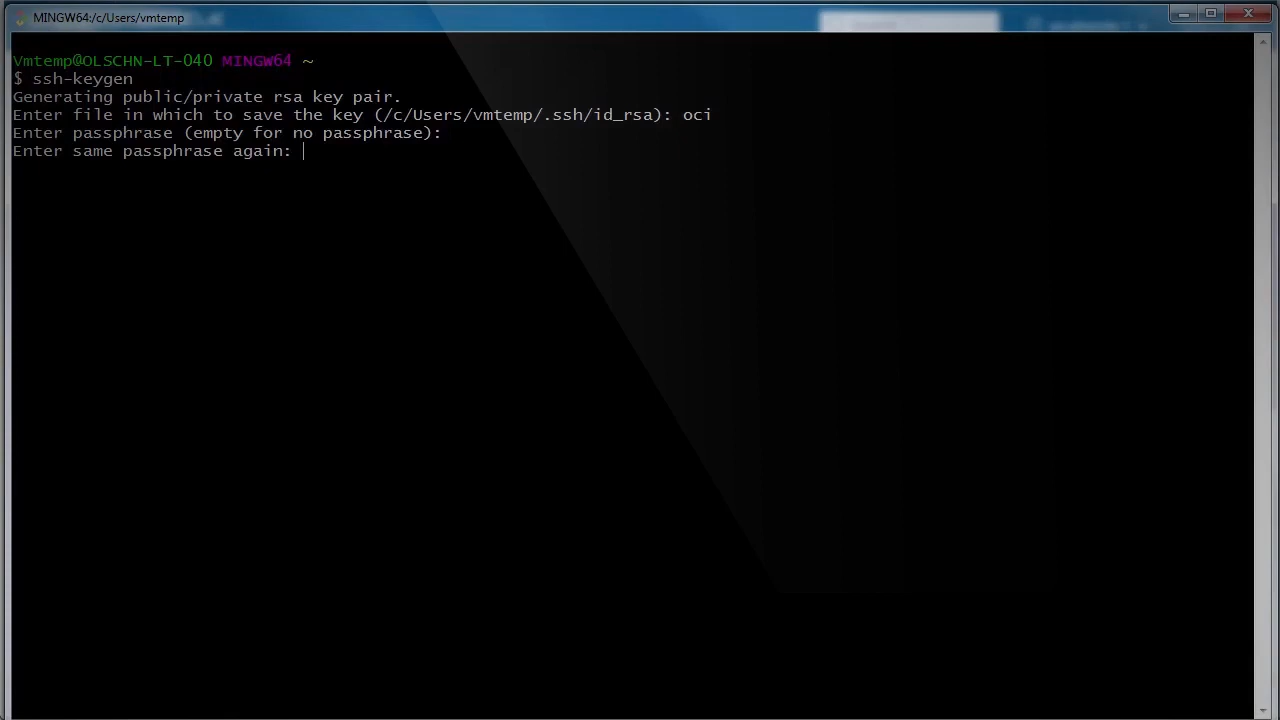 MINGW64:/c/Users/vmtemp
Vmtemp@OLSCHN-LT-040 MINGW64 ~
$ ssh-keygen
Generating public/private rsa key pair.
Enter file in which to save the key (/c/Users/vmtemp/.ssh/id_rsa): oci
Enter passphrase (empty for no passphrase):
Enter same passphrase again: